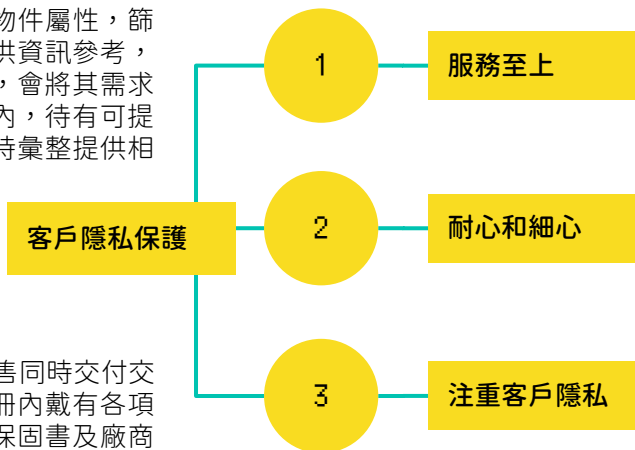 物件屬性，篩
供資訊參考，
，會將其需求
內，待有可提
時彙整提供相
客戶隱私保護
1
服務至上
2
耐心和細心
3
注重客戶隱私
售同時交付交
冊內戴有各項
保固書及廠商